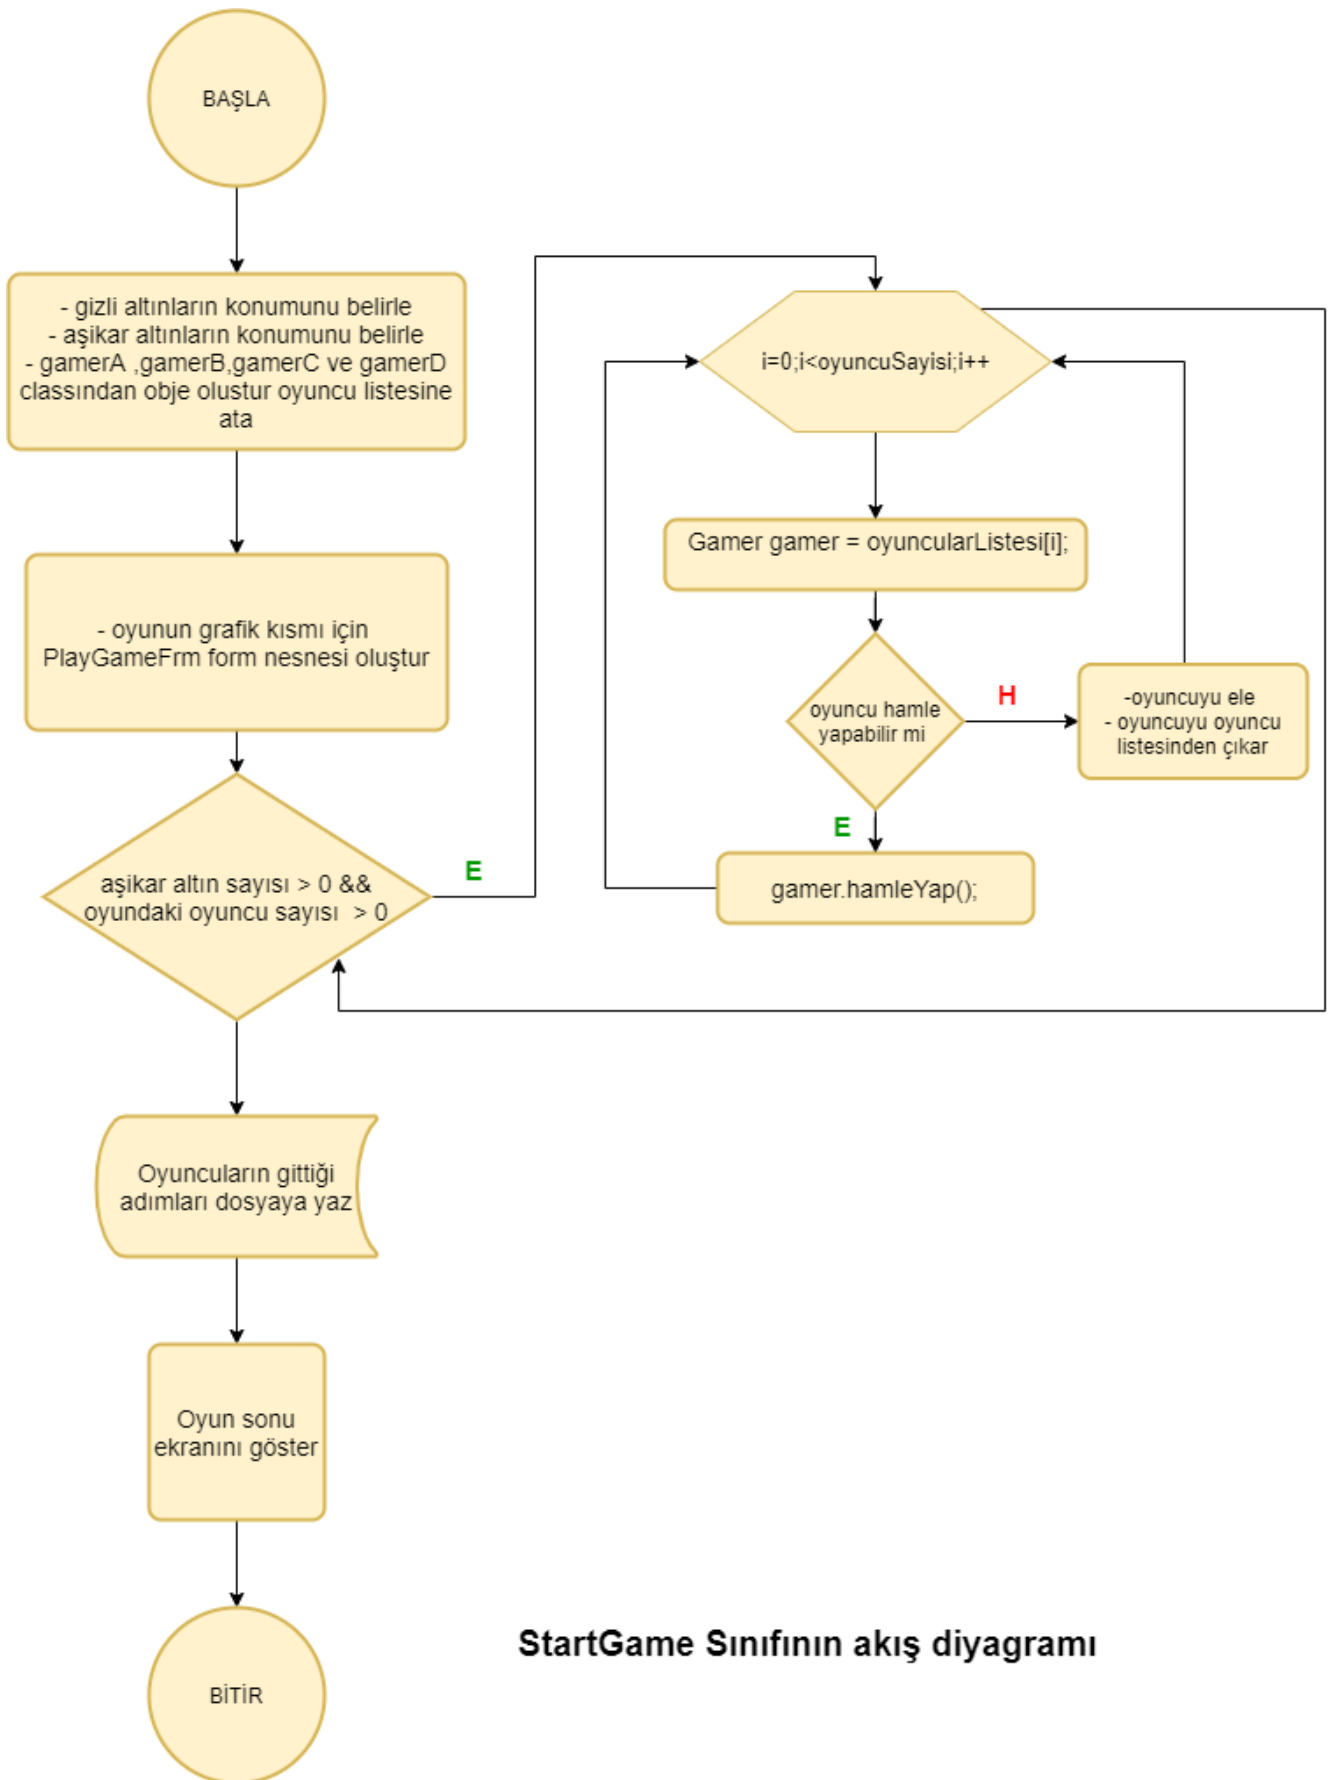 BAŞLA
- gizli altınların konumunu belirle
- aşikar altınların konumunu belirle
- gamerA ,gamerB,gamerC ve gamerD
classından obje olustur oyuncu listesine
ata
- oyunun grafik kısmı için
PlayGameFrm form nesnesi oluştur
aşikar altın sayısı > 0 &&
oyundaki oyuncu sayısı > 0
E
i=0;i<oyuncuSayisi;i++
Gamer gamer = oyuncularListesi[i];
oyuncu hamle
yapabilir mi
H
-oyuncuyu ele
- oyuncuyu oyuncu
listesinden çıkar
E
gamer.hamleYap();
Oyuncuların gittiği
adımları dosyaya yaz
Oyun sonu
ekranını göster
BİTİR
StartGame Sınıfının akış diyagramı